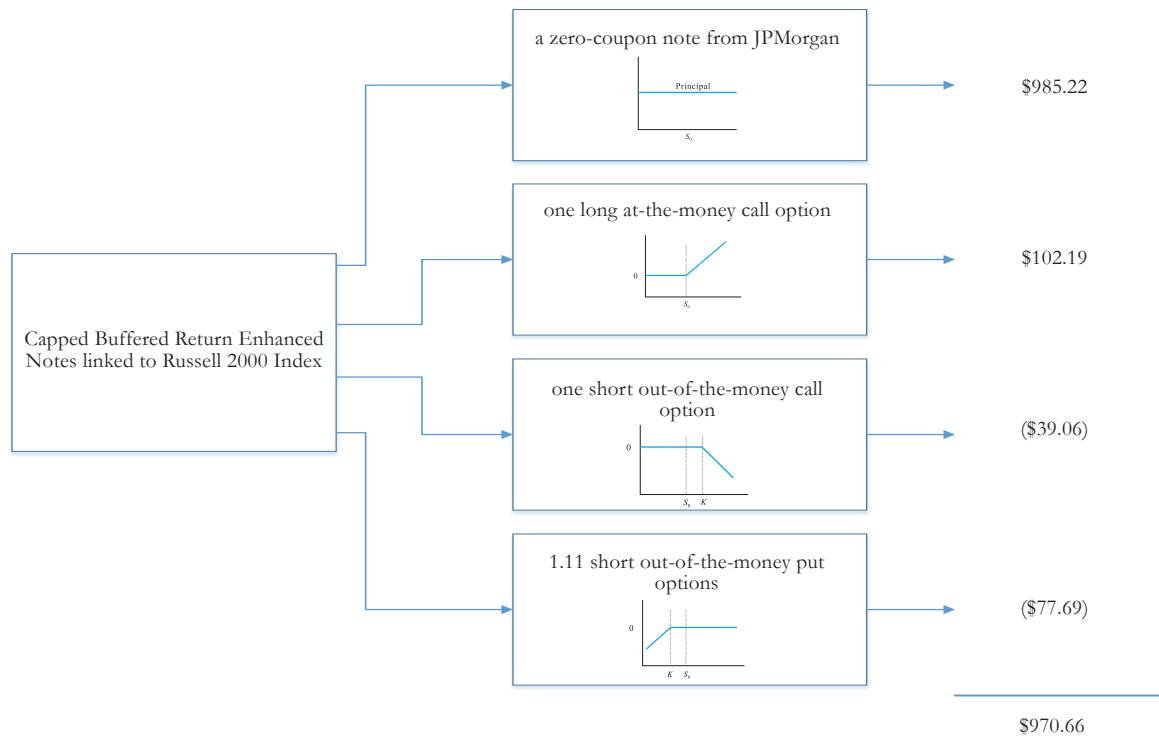 a zero-coupon note from JPMorgan
Principal
S₀
$985.22
one long at-the-money call option
0
S₀
$102.19
Capped Buffered Return Enhanced
Notes linked to Russell 2000 Index
one short out-of-the-money call
option
0
S₀ K
($39.06)
1.11 short out-of-the-money put
options
0
K S₀
($77.69)
$970.66